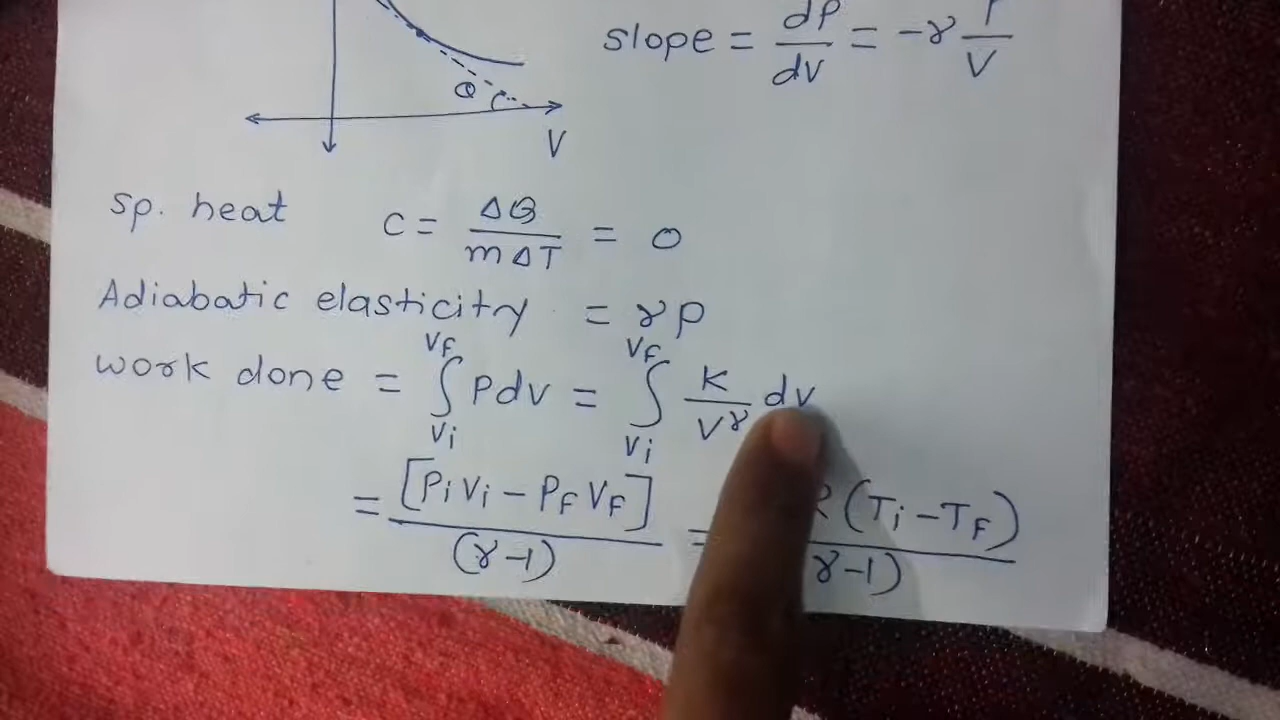 slope = dP/dV = -γ P/V
θ
V
Sp. heat C = ΔQ/mΔT = 0
Adiabatic elasticity = γP
work done = ∫_{Vi}^{VF} P dV = ∫_{Vi}^{VF} K/V^γ dV
= [PiVi - PFVF]/(γ-1) = R(Ti - TF)/γ-1)